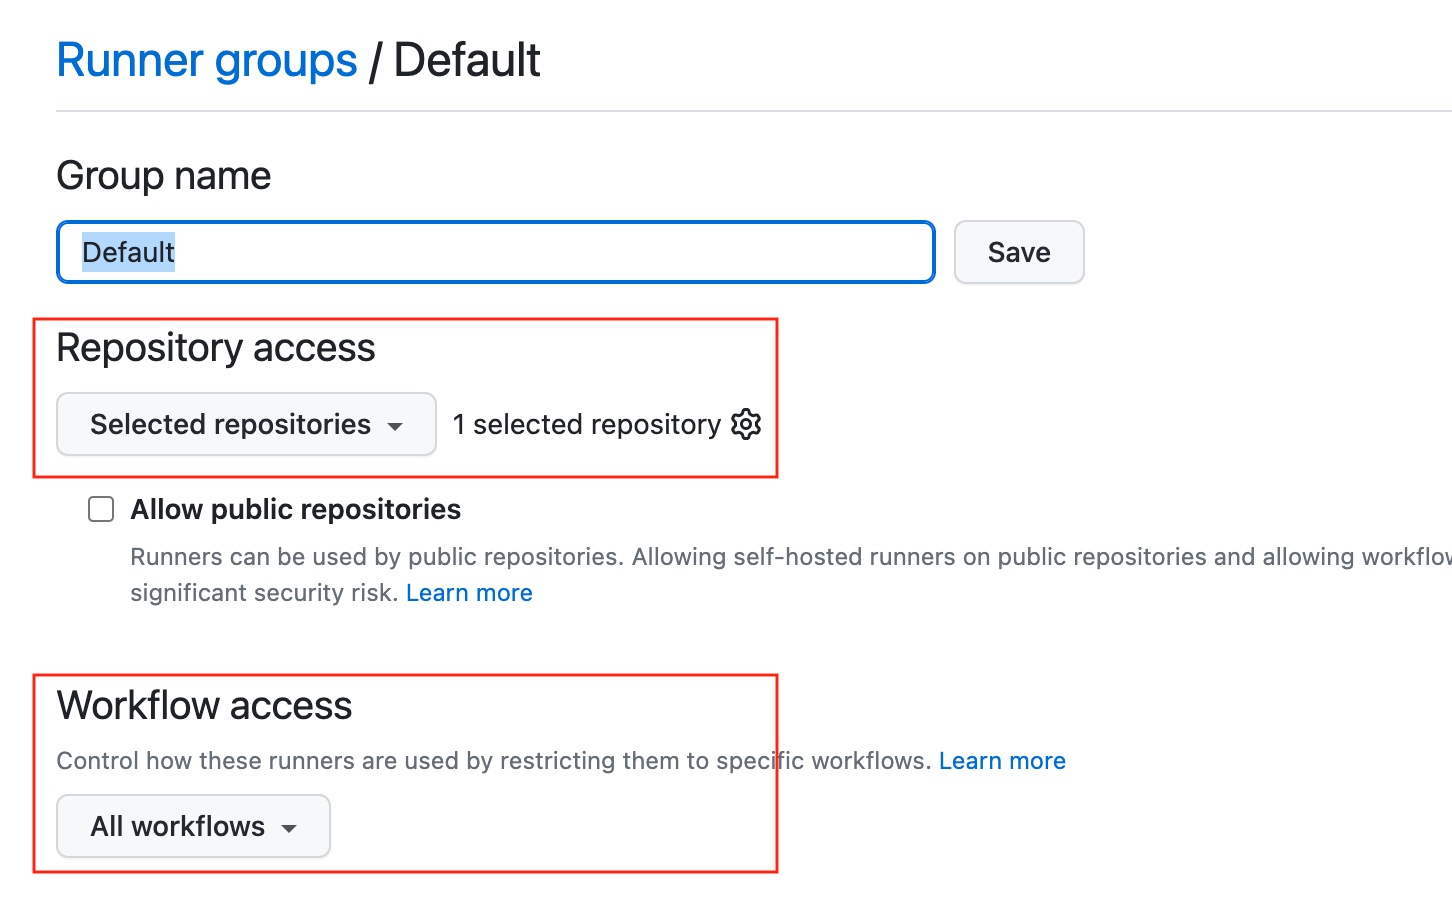 Runner groups / Default
Group name
Default
Save
Repository access
Selected repositories
1 selected repository
Allow public repositories
Runners can be used by public repositories. Allowing self-hosted runners on public repositories and allowing workflow
significant security risk. Learn more
Workflow access
Control how these runners are used by restricting them to specific workflows. Learn more
All workflows